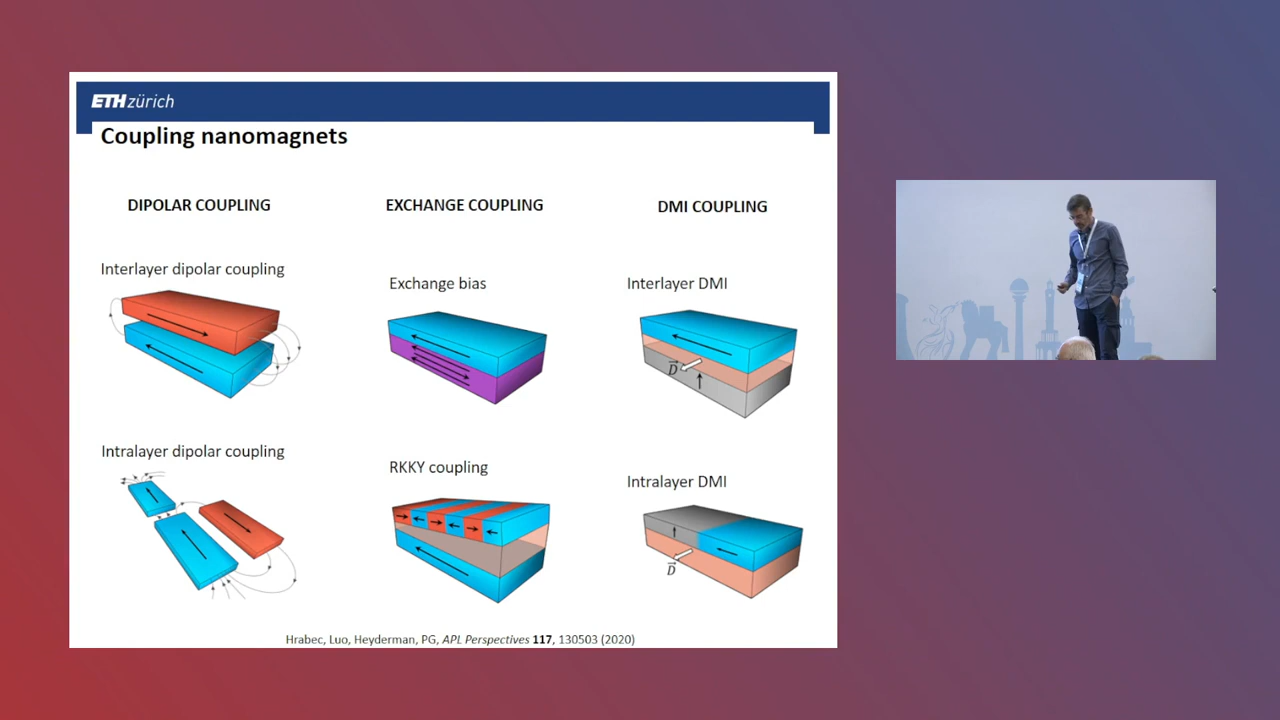 ETH zürich
Coupling nanomagnets
DIPOLAR COUPLING
EXCHANGE COUPLING
DMI COUPLING
Interlayer dipolar coupling
Exchange bias
Interlayer DMI
D
Intralayer dipolar coupling
RKKY coupling
Intralayer DMI
D
Hrabec, Luo, Heyderman, PG, APL Perspectives 117, 130503 (2020)